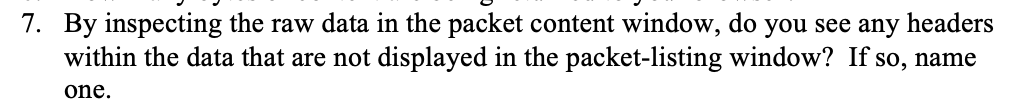 7. By inspecting the raw data in the packet content window, do you see any headers
within the data that are not displayed in the packet-listing window? If so, name
one.